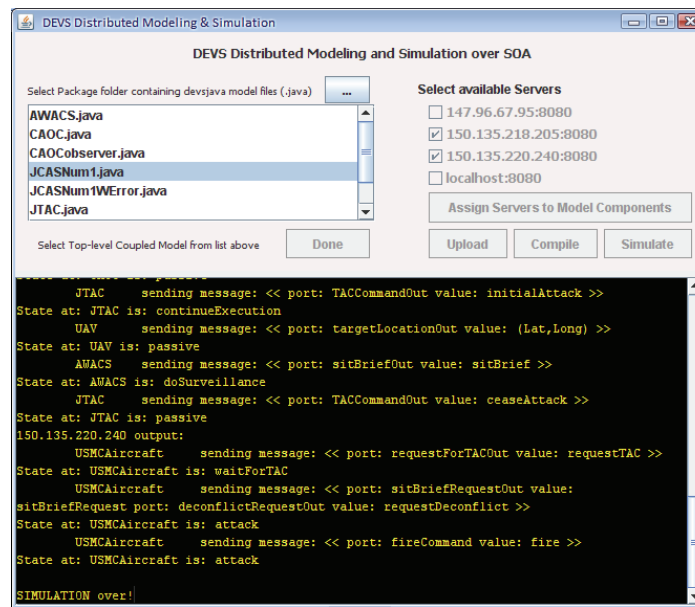 DEVS Distributed Modeling & Simulation
DEVS Distributed Modeling and Simulation over SOA
Select Package folder containing devsjava model files (.java)
...
AWACS.java
CAOC.java
CAOCobserver.java
JCASNum1.java
JCASNum1WError.java
JTAC.java
Select Top-level Coupled Model from list above
Done
Select available Servers
147.96.67.95:8080
150.135.218.205:8080
150.135.220.240:8080
localhost:8080
Assign Servers to Model Components
Upload
Compile
Simulate
JTAC sending message: << port: TACCommandOut value: initialAttack >>
State at: JTAC is: continueExecution
UAV sending message: << port: targetLocationOut value: (Lat,Long) >>
State at: UAV is: passive
AWACS sending message: << port: sitBriefOut value: sitBrief >>
State at: AWACS is: doSurveillance
JTAC sending message: << port: TACCommandOut value: ceaseAttack >>
State at: JTAC is: passive
150.135.220.240 output:
USMCAircraft sending message: << port: requestForTACOut value: requestTAC >>
State at: USMCAircraft is: waitForTAC
USMCAircraft sending message: << port: sitBriefRequestOut value:
sitBriefRequest port: deconflictRequestOut value: requestDeconflict >>
State at: USMCAircraft is: attack
USMCAircraft sending message: << port: fireCommand value: fire >>
State at: USMCAircraft is: attack
SIMULATION over!